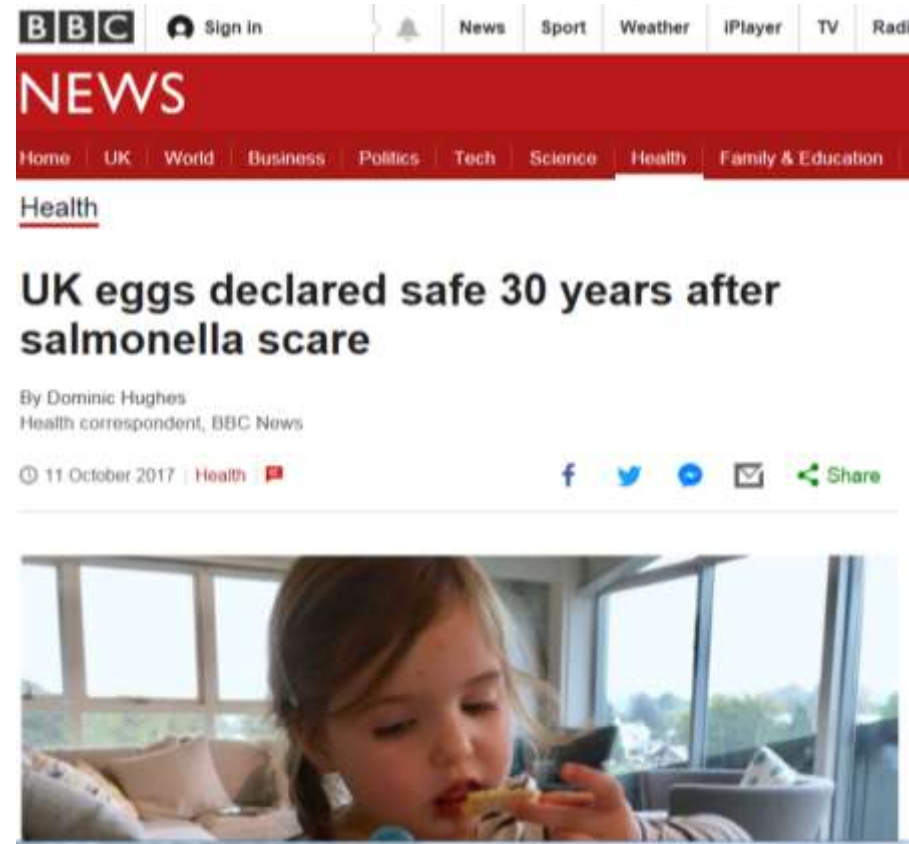 BBC Sign in News Sport Weather iPlayer TV Radi
NEWS
Home UK World Business Politics Tech Science Health Family & Education
Health
UK eggs declared safe 30 years after
salmonella scare
By Dominic Hughes
Health correspondent, BBC News
11 October 2017 Health Share